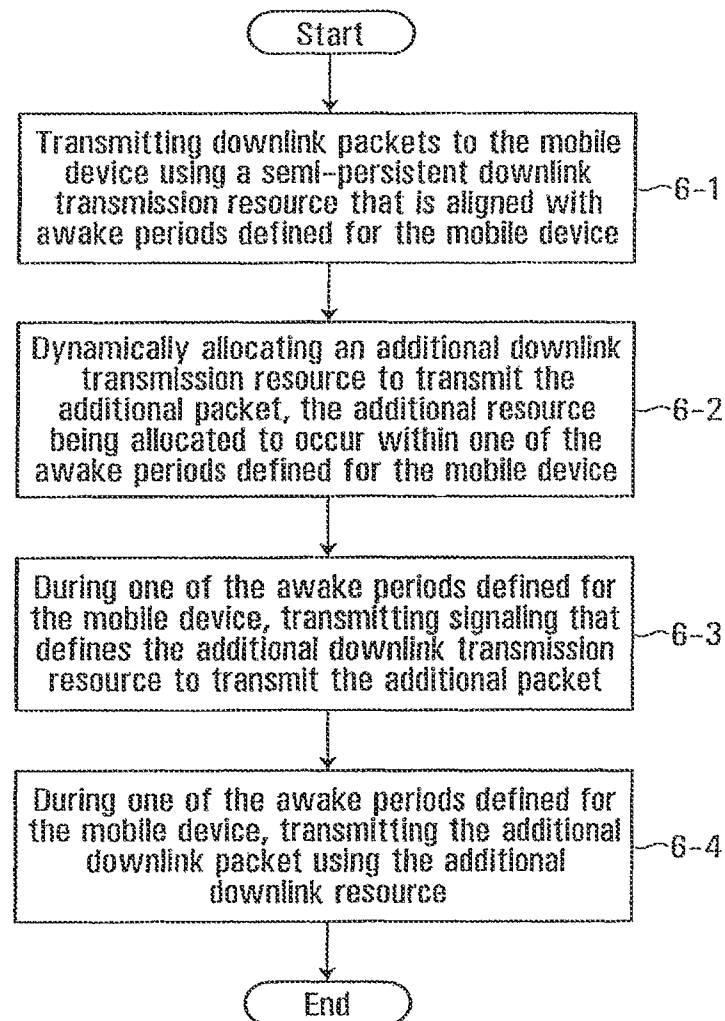 Start
Transmitting downlink packets to the mobile
device using a semi-persistent downlink
transmission resource that is aligned with
awake periods defined for the mobile device
6-1
Dynamically allocating an additional downlink
transmission resource to transmit the
additional packet, the additional resource
being allocated to occur within one of the
awake periods defined for the mobile device
6-2
During one of the awake periods defined for
the mobile device, transmitting signaling that
defines the additional downlink transmission
resource to transmit the additional packet
6-3
During one of the awake periods defined for
the mobile device, transmitting the additional
downlink packet using the additional
downlink resource
6-4
End